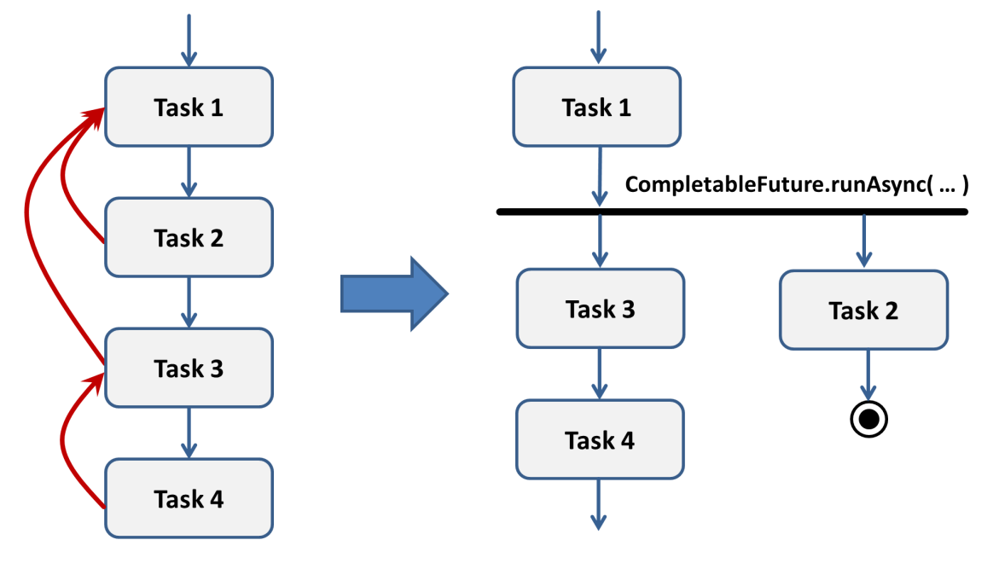 Task 1
Task 2
Task 3
Task 4
Task 1
CompletableFuture.runAsync( ... )
Task 3
Task 2
Task 4